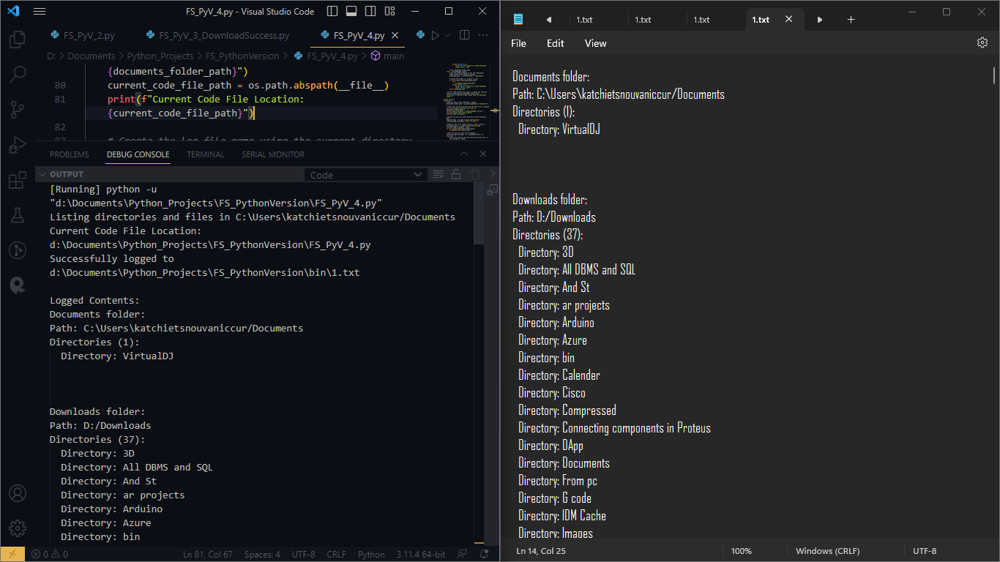 FS_PyV_4.py - Visual Studio Code
FS_PyV_2.py
FS_PyV_3_DownloadSuccess.py
FS_PyV_4.py
D: > Documents > Python_Projects > FS_PythonVersion > FS_PyV_4.py > main
{documents_folder_path}")
80 current_code_file_path = os.path.abspath(__file__)
81 print(f"Current Code File Location:
{current_code_file_path}")
82
83 # Create the log file name using the current directory
PROBLEMS DEBUG CONSOLE TERMINAL SERIAL MONITOR
OUTPUT
Code
[Running] python -u
"d:\Documents\Python_Projects\FS_PythonVersion\FS_PyV_4.py"
Listing directories and files in C:\Users\katchietsnouvaniccur/Documents
Current Code File Location:
d:\Documents\Python_Projects\FS_PythonVersion\FS_PyV_4.py
Successfully logged to
d:\Documents\Python_Projects\FS_PythonVersion\bin\1.txt
Logged Contents:
Documents folder:
Path: C:\Users\katchietsnouvaniccur/Documents
Directories (1):
Directory: VirtualDJ
Downloads folder:
Path: D:/Downloads
Directories (37):
Directory: 3D
Directory: All DBMS and SQL
Directory: And St
Directory: ar projects
Directory: Arduino
Directory: Azure
Directory: bin
0 0 Ln 81, Col 67 Spaces: 4 UTF-8 CRLF Python 3.11.4 64-bit
1.txt 1.txt 1.txt 1.txt
File Edit View
Documents folder:
Path: C:\Users\katchietsnouvaniccur/Documents
Directories (1):
Directory: VirtualDJ
Downloads folder:
Path: D:/Downloads
Directories (37):
Directory: 3D
Directory: All DBMS and SQL
Directory: And St
Directory: ar projects
Directory: Arduino
Directory: Azure
Directory: bin
Directory: Calender
Directory: Cisco
Directory: Compressed
Directory: Connecting components in Proteus
Directory: DApp
Directory: Documents
Directory: From pc
Directory: G code
Directory: IDM Cache
Directory: Images
Ln 14, Col 25 100% Windows (CRLF) UTF-8